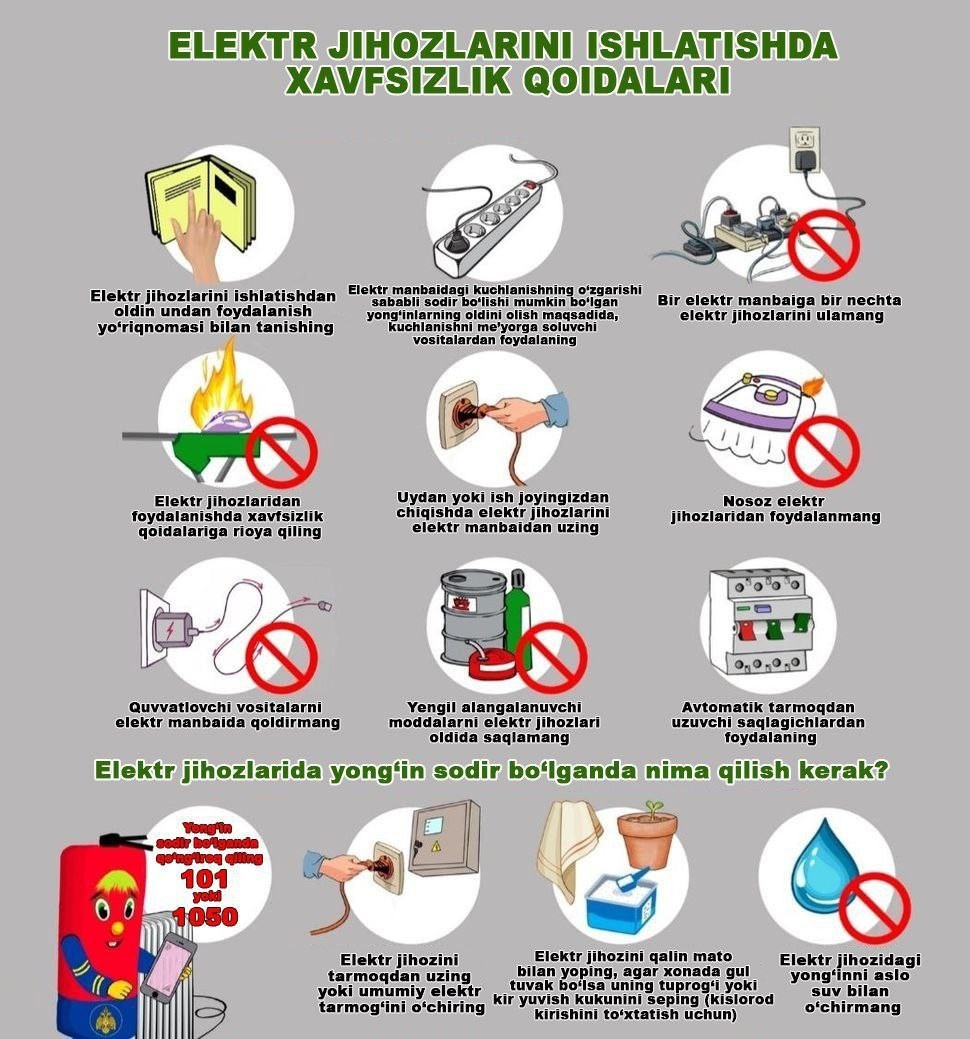 ELEKTR JIHOZLARINI ISHLATISHDA
XAVFSIZLIK QOIDALARI
Elektr jihozlarini ishlatishdan
oldin undan foydalanish
yo‘riqnomasi bilan tanishing
Elektr manbaidagi kuchlanishning o‘zgarishi
sababli sodir bo‘lishi mumkin bo‘lgan
yong‘inlarning oldini olish maqsadida,
kuchlanishni me’yorga soluvchi
vositalardan foydalaning
Bir elektr manbaiga bir nechta
elektr jihozlarini ulamang
Elektr jihozlaridan
foydalanishda xavfsizlik
qoidalariga rioya qiling
Uydan yoki ish joyingizdan
chiqishda elektr jihozlarini
elektr manbaidan uzing
Nosoz elektr
jihozlaridan foydalanmang
Quvvatlovchi vositalarni
elektr manbaida qoldirmang
Yengil alangalanuvchi
moddalarni elektr jihozlari
oldida saqlamang
Avtomatik tarmoqdan
uzuvchi saqlagichlardan
foydalaning
Elektr jihozlarida yong‘in sodir bo‘lganda nima qilish kerak?
Yong‘in
sodir bo‘lganda
qo‘ng‘iroq qiling
101
yoki
1050
Elektr jihozini
tarmoqdan uzing
yoki umumiy elektr
tarmog‘ini o‘chiring
Elektr jihozini qalin mato
bilan yoping, agar xonada gul
tuvak bo‘lsa uning tuprog‘i yoki
kir yuvish kukunini seping (kislorod
kirishini to‘xtatish uchun)
Elektr jihozidagi
yong‘inni aslo
suv bilan
o‘chirmang